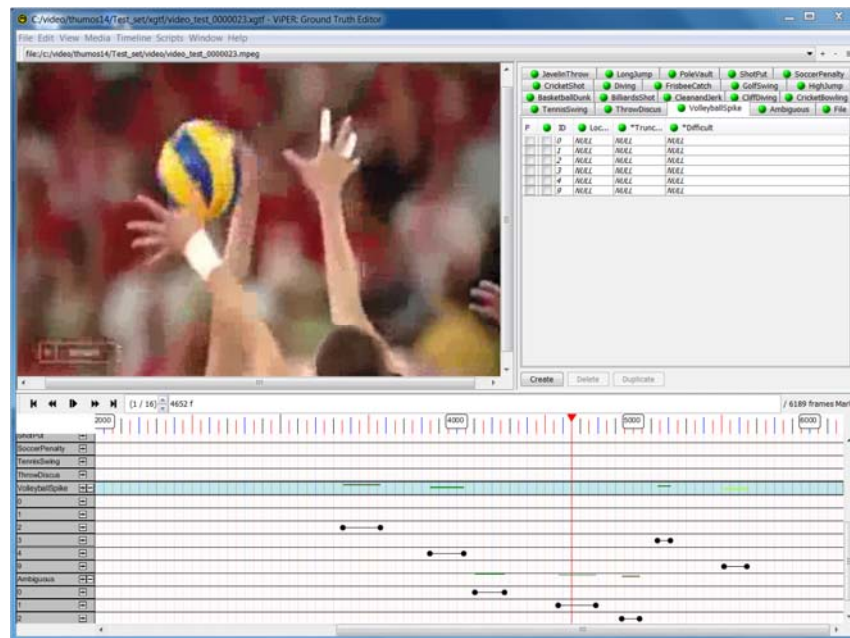 C:/video/thumos14/Test_set/xgtf/video_test_0000023.xgtf - ViPER: Ground Truth Editor
File Edit View Media Timeline Scripts Window Help
file:/c:/video/thumos14/Test_set/video/video_test_0000023.mpeg
JavelinThrow LongJump PoleVault ShotPut SoccerPenalty
CricketShot Diving FrisbeeCatch GolfSwing HighJump
BasketballDunk BilliardsShot CleanandJerk CliffDiving CricketBowling
TennisSwing ThrowDiscus VolleyballSpike Ambiguous File
P ID Loc... *Trunc... *Difficult
0 NULL NULL NULL
1 NULL NULL NULL
2 NULL NULL NULL
3 NULL NULL NULL
4 NULL NULL NULL
9 NULL NULL NULL
Create Delete Duplicate
(1 / 16) 4652 f / 6189 frames Mar
2000 4000 5000 6000
ShotPut
SoccerPenalty
TennisSwing
ThrowDiscus
VolleyballSpike
0
1
2
3
4
9
Ambiguous
0
1
2